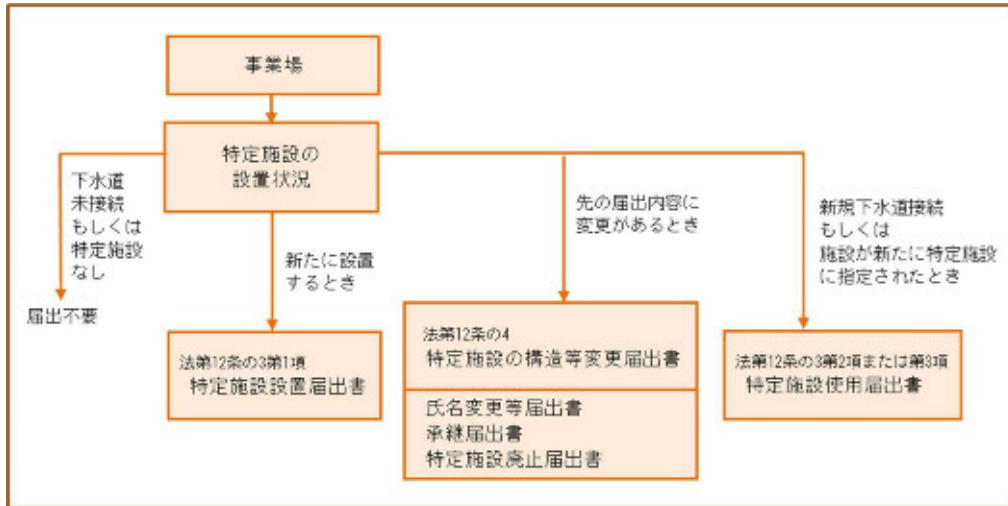 事業場
特定施設の
設置状況
下水道
未接続
もしくは
特定施設
なし
届出不要
新たに設置
するとき
法第12条の3第1項
特定施設設置届出書
先の届出内容に
変更があるとき
法第12条の4
特定施設の構造等変更届出書
氏名変更等届出書
承継届出書
特定施設廃止届出書
新規下水道接続
もしくは
施設が新たに特定施設
に指定されたとき
法第12条の3第2項または第3項
特定施設使用届出書